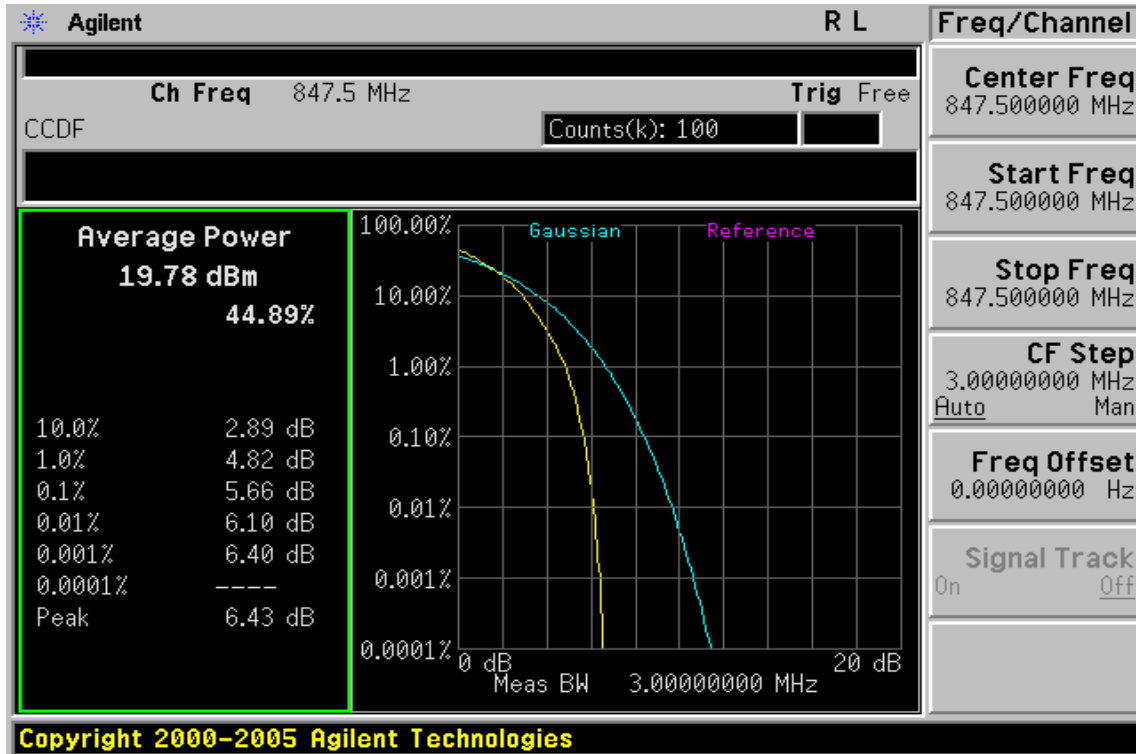 Agilent
R L
Ch Freq 847.5 MHz Trig Free
CCDF
Counts(k): 100
Average Power
19.78 dBm
44.89%
10.0% 2.89 dB
1.0% 4.82 dB
0.1% 5.66 dB
0.01% 6.10 dB
0.001% 6.40 dB
0.0001% ----
Peak 6.43 dB
Gaussian Reference
100.00%
10.00%
1.00%
0.10%
0.01%
0.001%
0.0001%
0 dB 20 dB
Meas BW 3.00000000 MHz
Freq/Channel
Center Freq
847.500000 MHz
Start Freq
847.500000 MHz
Stop Freq
847.500000 MHz
CF Step
3.00000000 MHz
Auto Man
Freq Offset
0.00000000 Hz
Signal Track
On Off
Copyright 2000-2005 Agilent Technologies